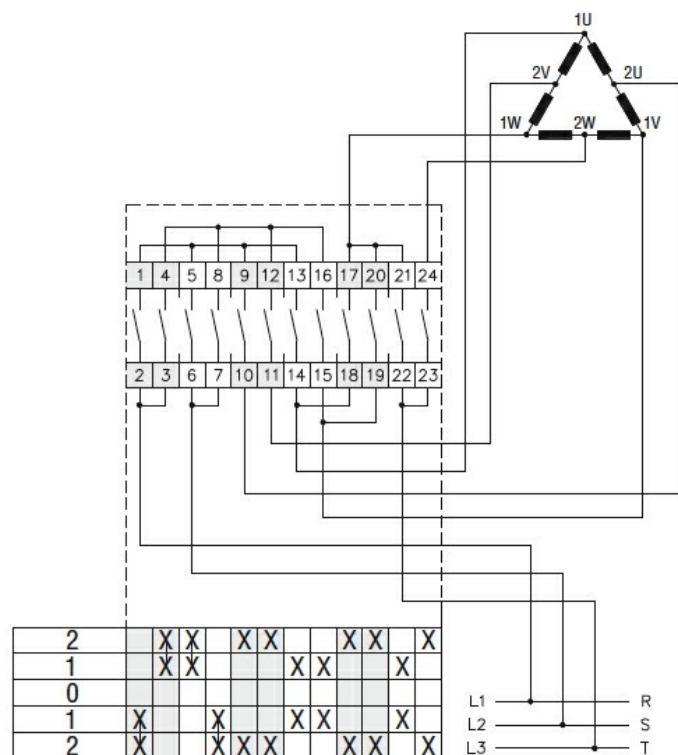 1U
2V 2U
1W 2W 1V
1 4 5 8 9 12 13 16 17 20 21 24
2 3 6 7 10 11 14 15 18 19 22 23
2 X X X X X X X
1 X X X X X
0
1 X X X X X
2 X X X X X X X
L1 R
L2 S
L3 T